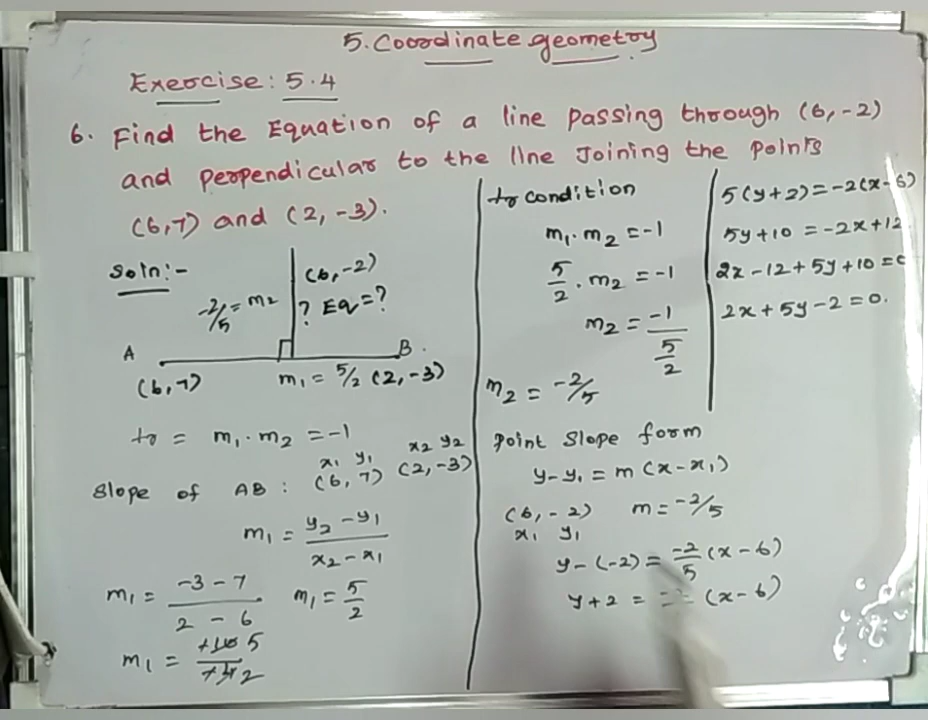 5. Coordinate geometry
Exercise: 5.4
6. Find the Equation of a line passing through (6,-2)
and perpendicular to the line Joining the Points
(6,7) and (2,-3).
Soln:-
(6,-2)
-2/5 = m2
? Eq=?
A
B.
(6,7)
m1 = 5/2 (2,-3)
m1. m2 = -1
x1 y1
x2 y2
Slope of AB: (6, 7) (2,-3)
m1 = y2-y1 / x2-x1
m1 = -3-7 / 2-6
m1 = 5/2
m1 = +10 5 / +4 2
condition
m1. m2 = -1
5/2 . m2 = -1
m2 = -1 / 5/2
m2 = -2/5
Point Slope form
y-y1 = m (x-x1)
(6,-2) m = -2/5
x1 y1
y-(-2) = -2/5 (x-6)
y+2 = (x-6)
5(y+2) = -2(x-6)
5y+10 = -2x+12
2x-12+5y+10=0
2x+5y-2=0.